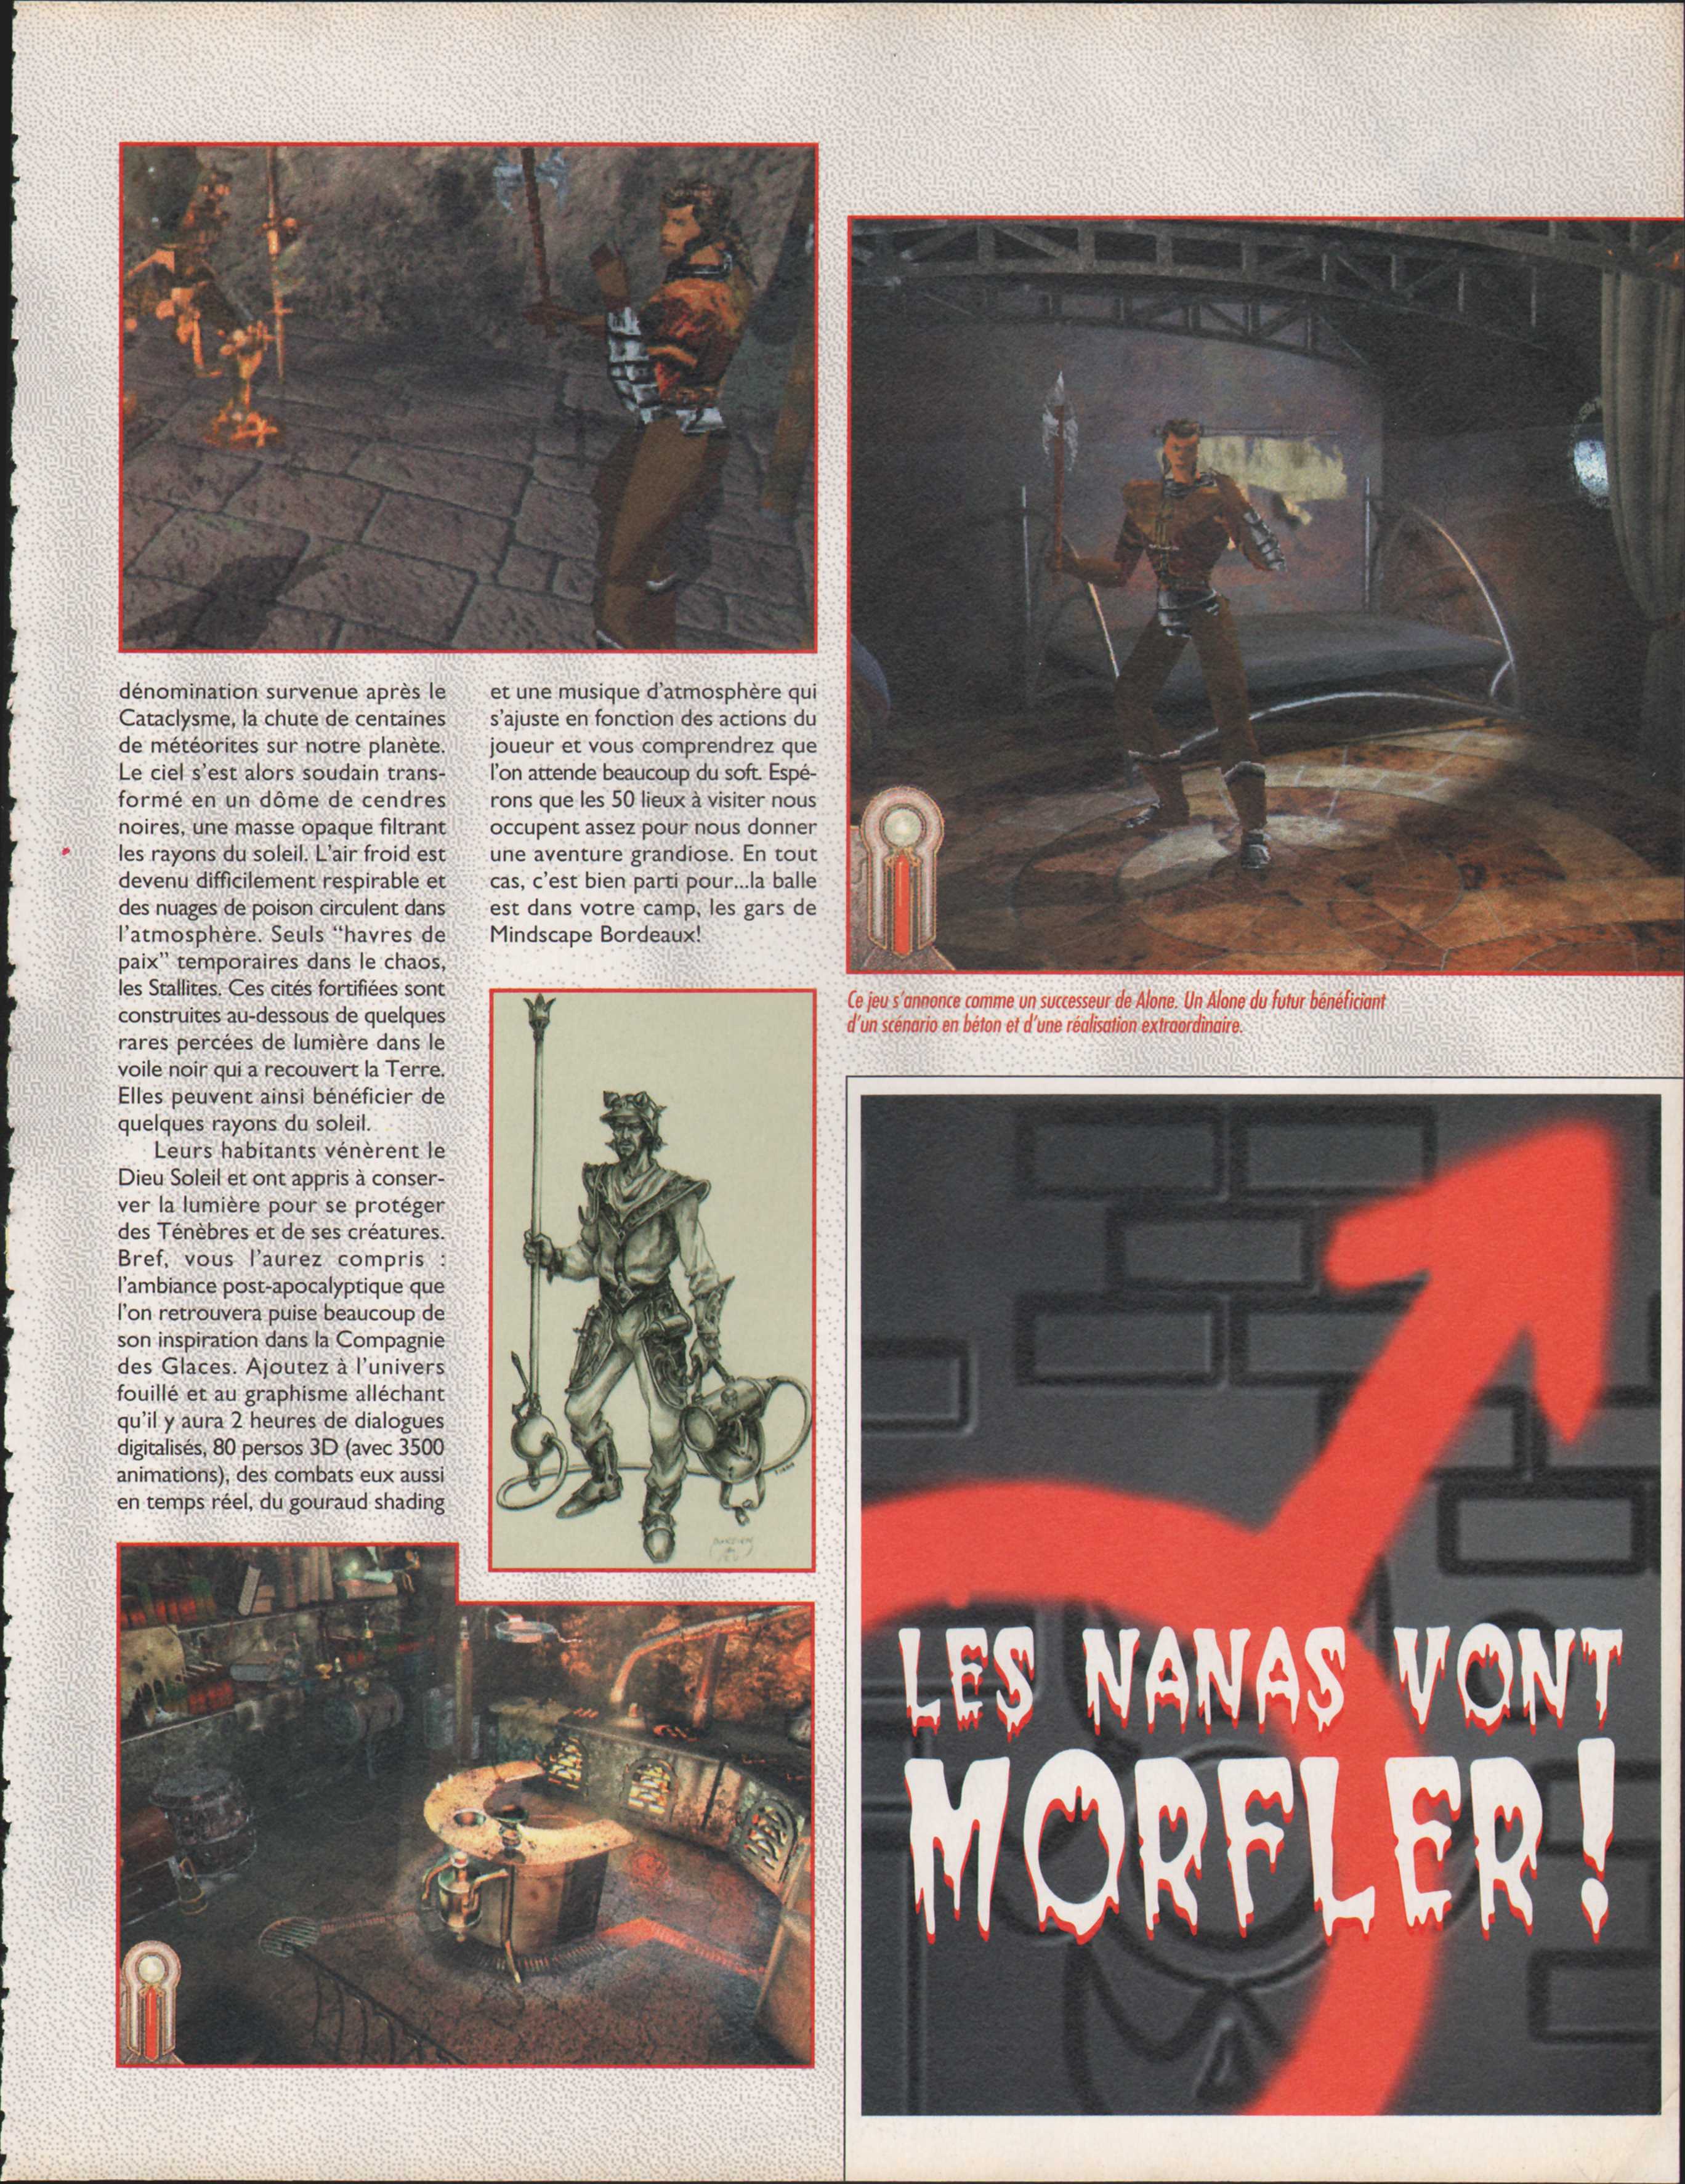 dénomination survenue après le
Cataclysme, la chute de centaines
de météorites sur notre planète.
Le ciel s'est alors soudain trans-
formé en un dôme de cendres
noires, une masse opaque filtrant
les rayons du soleil. L'air froid est
devenu difficilement respirable et
des nuages de poison circulent dans
l'atmosphère. Seuls “havres de
paix” temporaires dans le chaos,
les Stallites. Ces cités fortifiées sont
construites au-dessous de quelques
rares percées de lumière dans le
voile noir qui a recouvert la Terre.
Elles peuvent ainsi bénéficier de
quelques rayons du soleil.
Leurs habitants vénèrent le
Dieu Soleil et ont appris à conser-
ver la lumière pour se protéger
des Ténèbres et de ses créatures.
Bref, vous l'aurez compris :
l'ambiance post-apocalyptique que
l'on retrouvera puise beaucoup de
son inspiration dans la Compagnie
des Glaces. Ajoutez à l'univers
fouillé et au graphisme alléchant
qu'il y aura 2 heures de dialogues
digitalisés, 80 persos 3D (avec 3500
animations), des combats eux aussi
en temps réel, du gouraud shading
et une musique d'atmosphère qui
s'ajuste en fonction des actions du
joueur et vous comprendrez que
l'on attende beaucoup du soft. Espé-
rons que les 50 lieux à visiter nous
occupent assez pour nous donner
une aventure grandiose. En tout
cas, c'est bien parti pour...la balle
est dans votre camp, les gars de
Mindscape Bordeaux!
Ce jeu s'annonce comme un successeur de Alone. Un Alone du futur bénéficiant
d'un scénario en béton et d'une réalisation extraordinaire.
LES NANAS VONT
MORFLER !